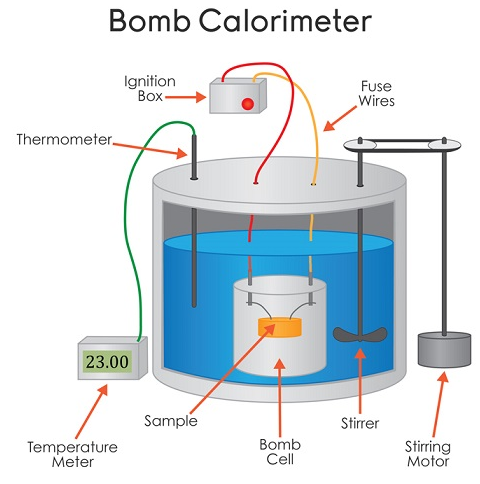 Bomb Calorimeter
Ignition
Box
Fuse
Wires
Thermometer
23.00
Sample
Stirrer
Temperature
Meter
Bomb
Cell
Stirring
Motor